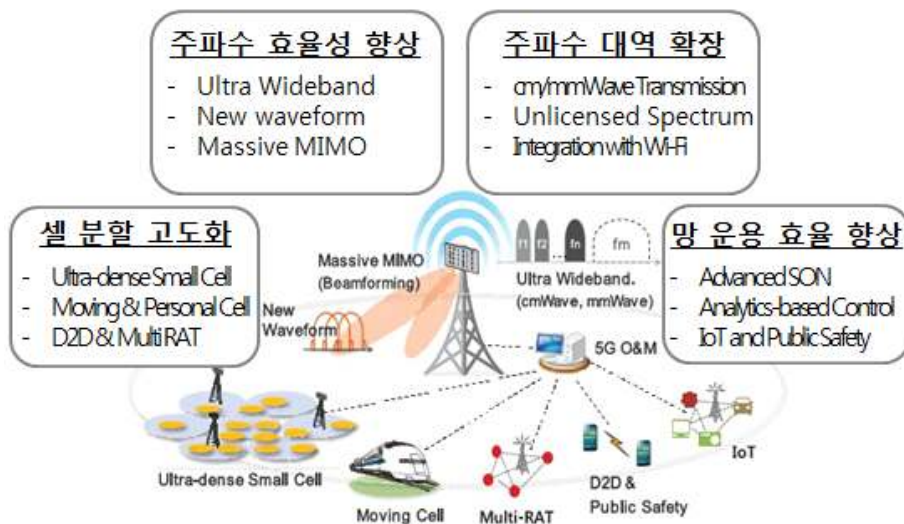 주파수 효율성 향상
- Ultra Wideband
- New waveform
- Massive MIMO
주파수 대역 확장
- cm/mmWave Transmission
- Unlicensed Spectrum
- Integration with Wi-Fi
셀 분할 고도화
- Ultra-dense Small Cell
- Moving & Personal Cell
- D2D & Multi RAT
망 운용 효율 향상
- Advanced SON
- Analytics-based Control
- IoT and Public Safety
Massive MIMO
(Beamforming)
f1 f2 fn fm
Ultra Wideband.
(cmWave, mmWave)
New
Waveform
5G O&M
Ultra-dense Small Cell
Moving Cell
Multi-RAT
D2D &
Public Safety
IoT